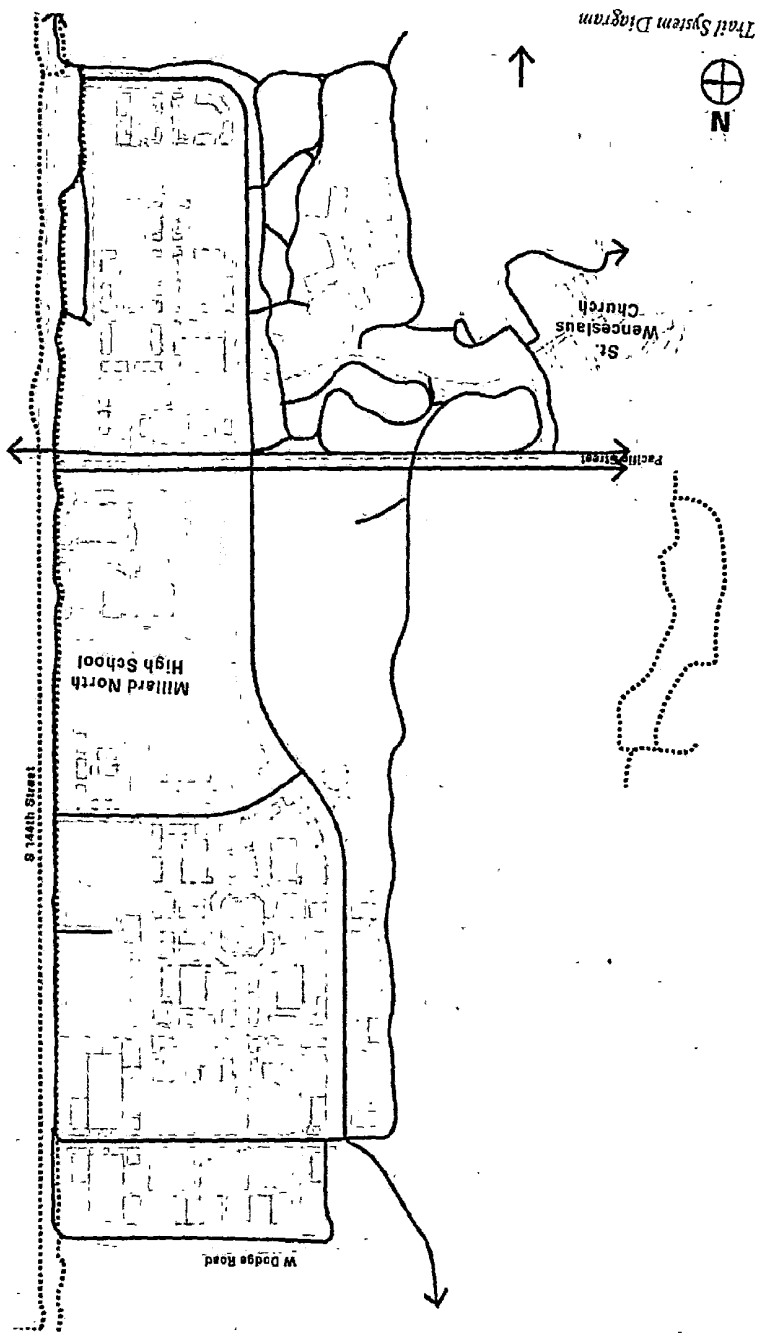 W Dodge Road
S 144th Street
Millard North
High School
Pacific Street
St.
Wenceslaus
Church
N
Trail System Diagram